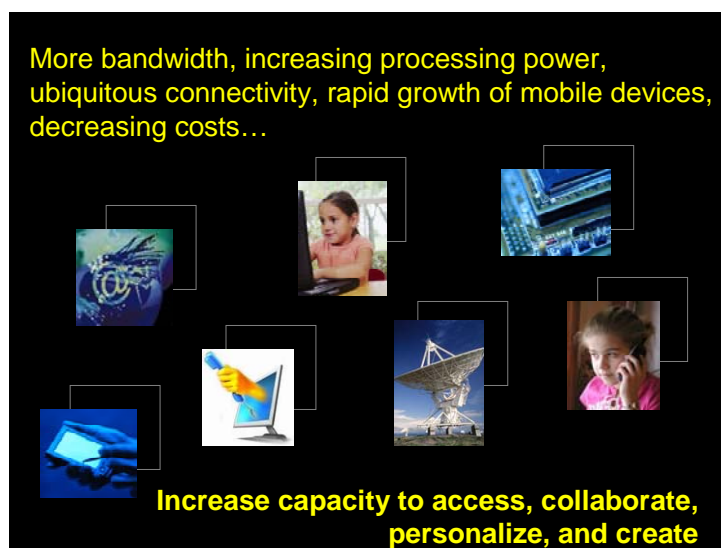 More bandwidth, increasing processing power,
ubiquitous connectivity, rapid growth of mobile devices,
decreasing costs…
@
Increase capacity to access, collaborate,
personalize, and create